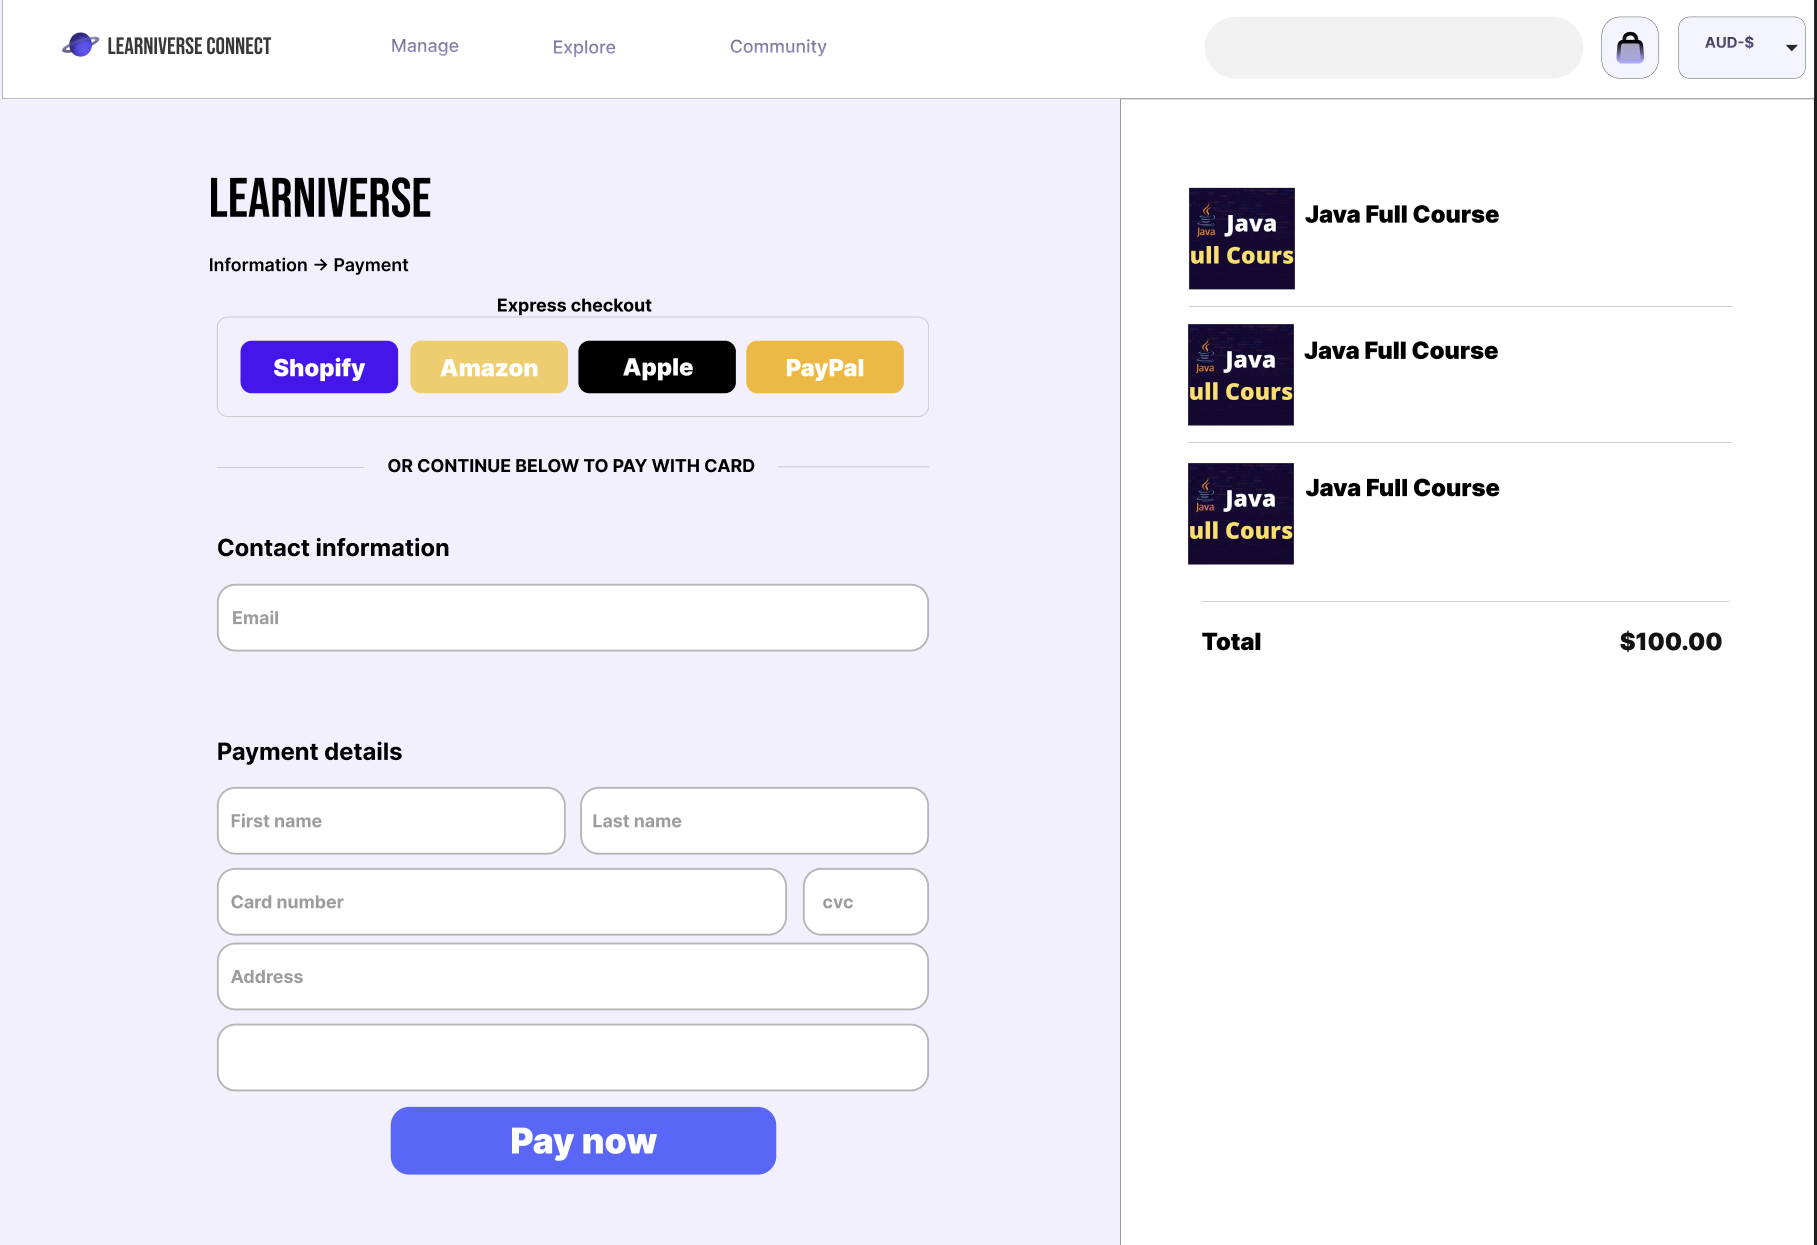 LEARNIVERSE CONNECT
Manage
Explore
Community
AUD-$
LEARNIVERSE
Information → Payment
Express checkout
Shopify
Amazon
Apple
PayPal
OR CONTINUE BELOW TO PAY WITH CARD
Contact information
Email
Payment details
First name
Last name
Card number
cvc
Address
Pay now
Java
Java
ull Cours
Java Full Course
Java
Java
ull Cours
Java Full Course
Java
Java
ull Cours
Java Full Course
Total
$100.00